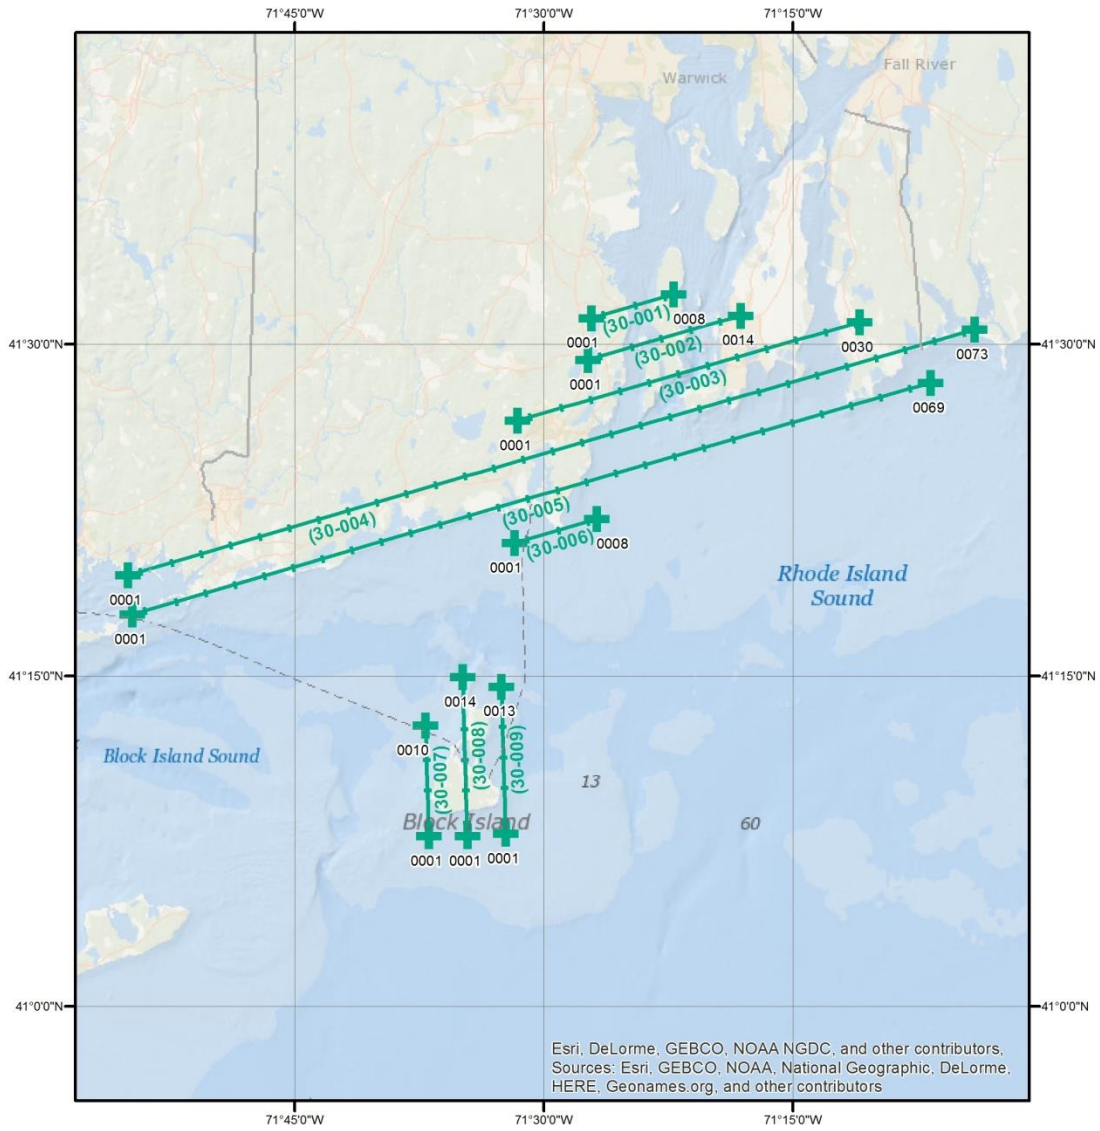 71°45'0"W
71°30'0"W
71°15'0"W
Warwick
Fall River
0008
(30-001)
0001
0014
(30-002)
0001
0030
41°30'0"N
41°30'0"N
0073
(30-003)
0069
0001
(30-004)
(30-005)
(30-006)
0008
0001
0001
0001
Rhode Island
Sound
41°15'0"N
41°15'0"N
0014
0013
0010
(30-007)
(30-008)
(30-009)
Block Island Sound
13
Block Island
60
0001
0001
0001
41°0'0"N
41°0'0"N
Esri, DeLorme, GEBCO, NOAA NGDC, and other contributors,
Sources: Esri, GEBCO, NOAA, National Geographic, DeLorme,
HERE, Geonames.org, and other contributors
71°45'0"W
71°30'0"W
71°15'0"W